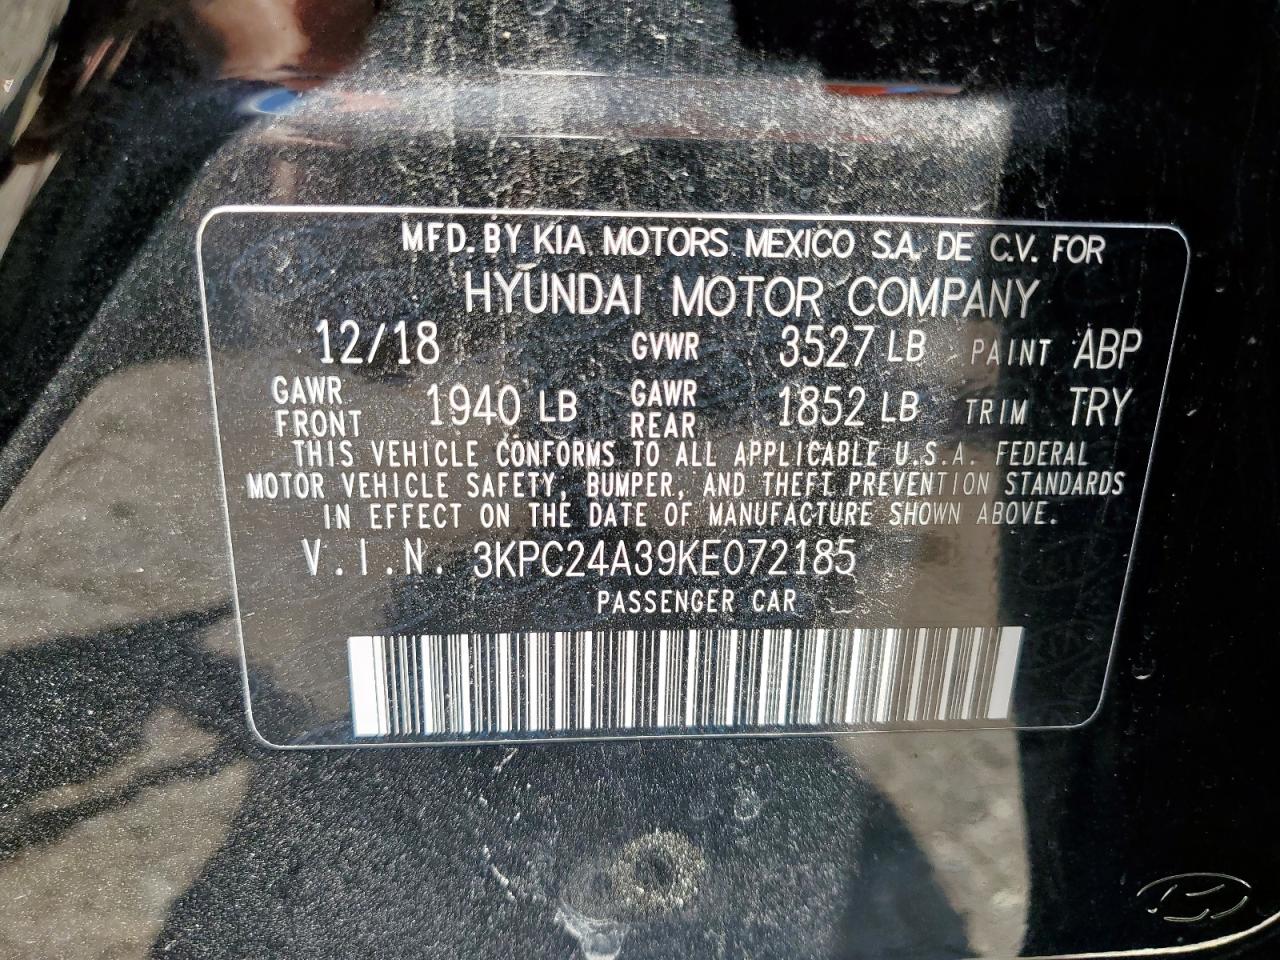 MFD. BY KIA MOTORS MEXICO S.A. DE C.V. FOR
HYUNDAI MOTOR COMPANY
12/18 GVWR 3527 LB PAINT ABP
GAWR FRONT 1940 LB GAWR REAR 1852 LB TRIM TRY
THIS VEHICLE CONFORMS TO ALL APPLICABLE U.S.A. FEDERAL
MOTOR VEHICLE SAFETY, BUMPER, AND THEFT PREVENTION STANDARDS
IN EFFECT ON THE DATE OF MANUFACTURE SHOWN ABOVE.
V.I.N. 3KPC24A39KE072185
PASSENGER CAR